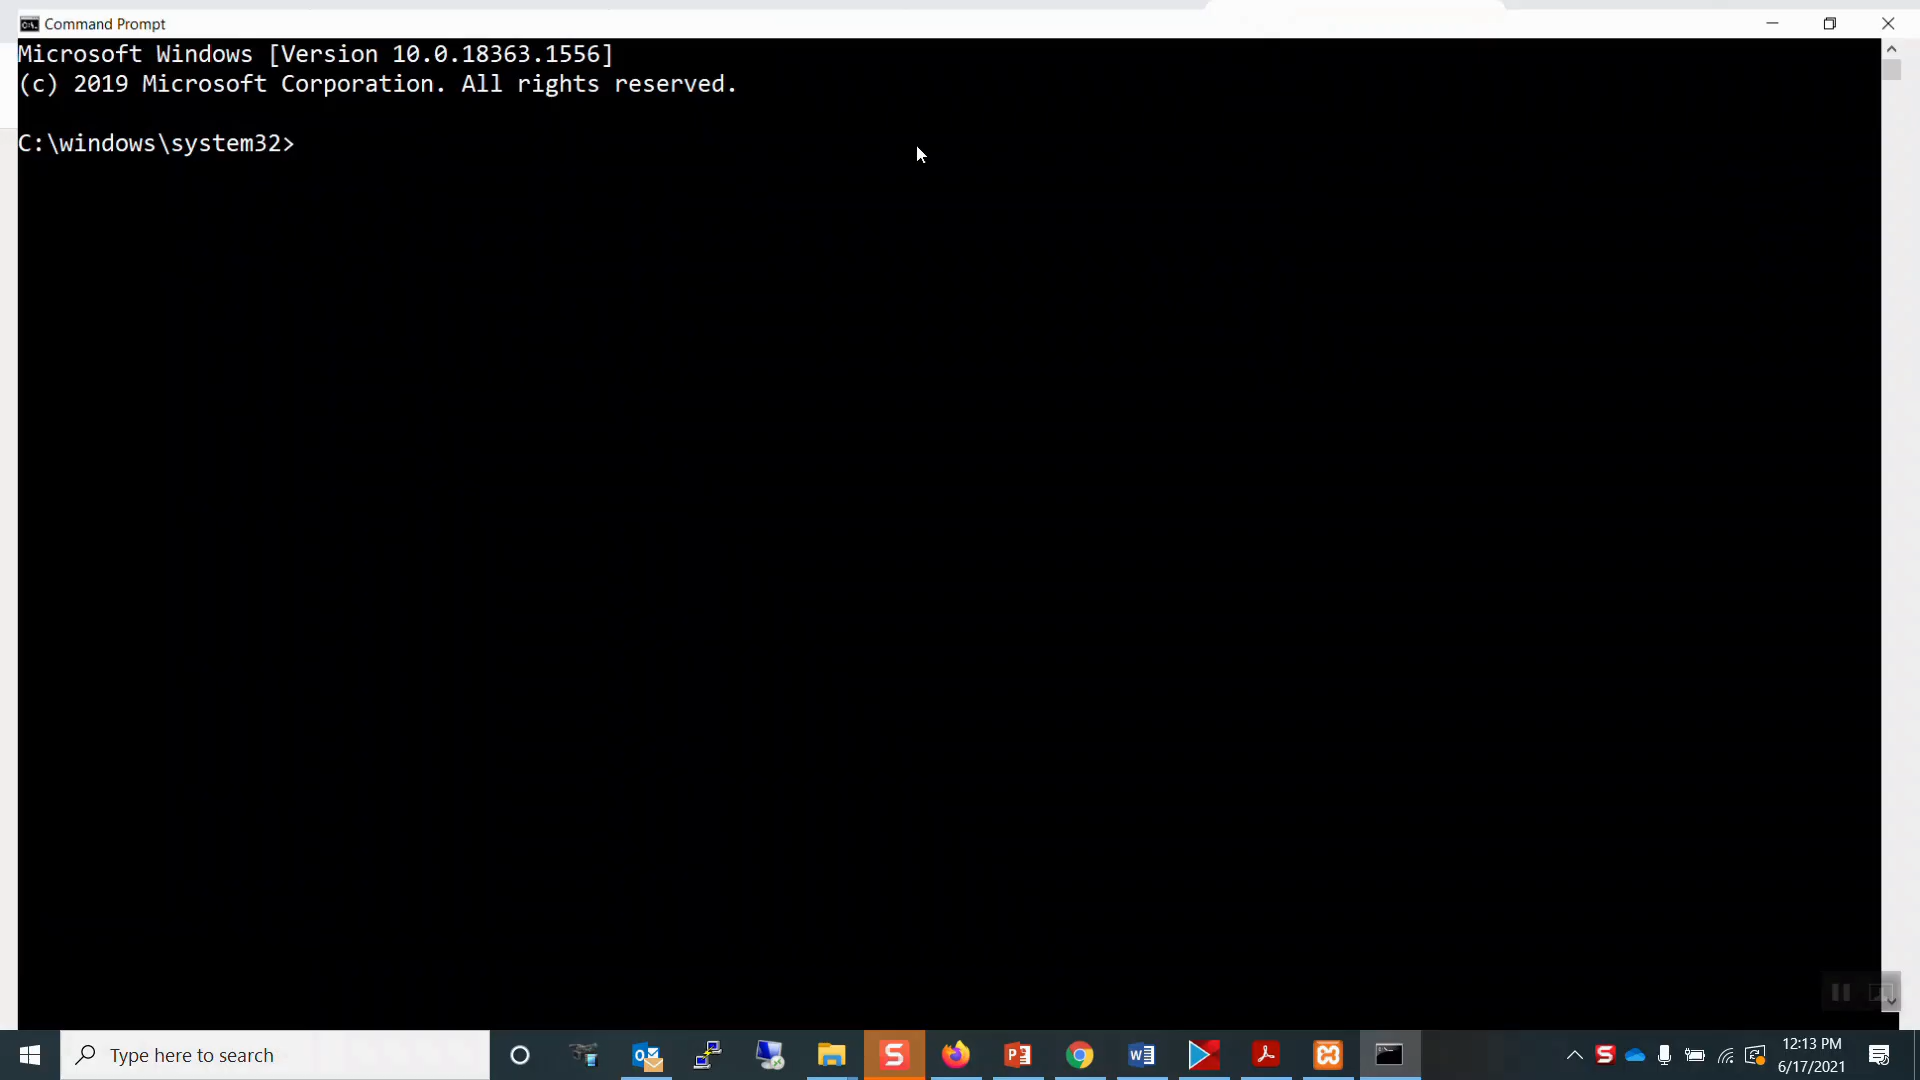 Command Prompt
Microsoft Windows [Version 10.0.18363.1556]
(c) 2019 Microsoft Corporation. All rights reserved.
C:\windows\system32>
Type here to search
12:13 PM
6/17/2021